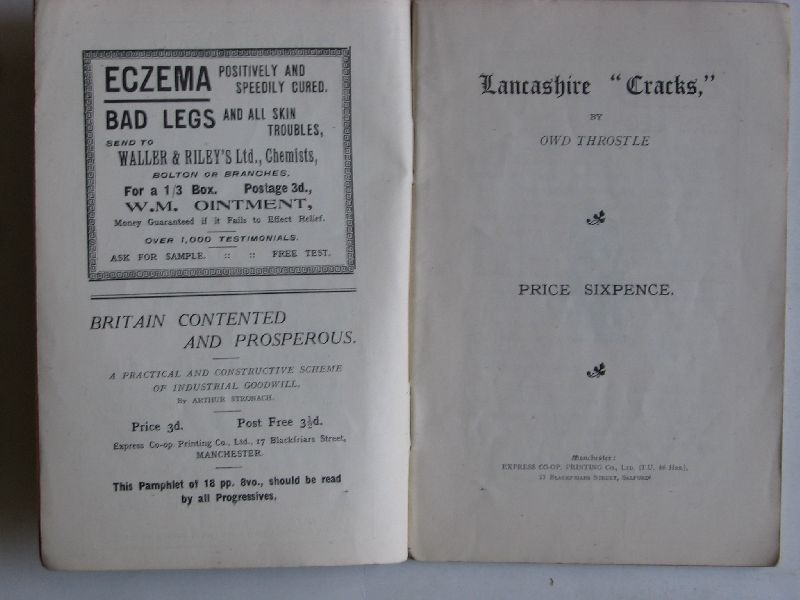 ECZEMA POSITIVELY AND
SPEEDILY CURED.
BAD LEGS AND ALL SKIN
TROUBLES,
SEND TO
WALLER & RILEY'S Ltd., Chemists,
BOLTON OR BRANCHES.
For a 1/3 Box. Postage 3d.,
W.M. OINTMENT,
Money Guaranteed if it Fails to Effect Relief.
OVER 1,000 TESTIMONIALS.
ASK FOR SAMPLE. :: :: FREE TEST.
BRITAIN CONTENTED
AND PROSPEROUS.
A PRACTICAL AND CONSTRUCTIVE SCHEME
OF INDUSTRIAL GOODWILL.
By ARTHUR STRONACH.
Price 3d. Post Free 3½d.
Express Co-op. Printing Co., Ltd., 17 Blackfriars Street,
MANCHESTER.
This Pamphlet of 18 pp. 8vo., should be read
by all Progressives.
Lancashire "Cracks,"
BY
OWD THROSTLE
PRICE SIXPENCE.
Manchester:
EXPRESS CO-OP. PRINTING Co., Ltd. (T.U. 48 Hrs.),
17 BLACKFRIARS STREET, SALFORD